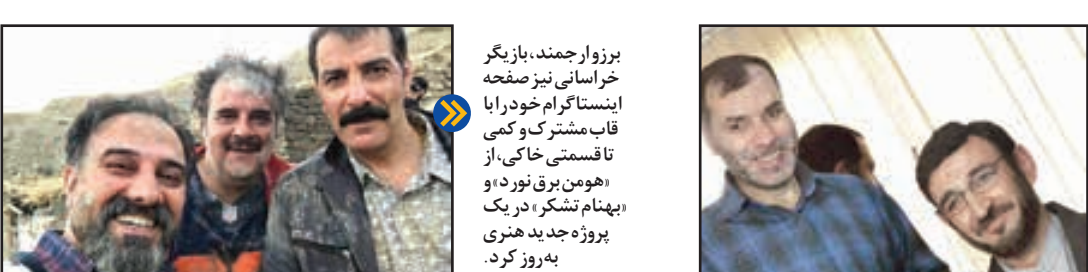 برزو ارجمند، بازیگر
خراسانی نیز صفحه
اینستاگرام خود را با
قاب مشترک و کمی
تا قسمتی خاکی، از
«هومن برق نورد» و
«بهنام تشکر» در یک
پروژه جدید هنری
به روز کرد.